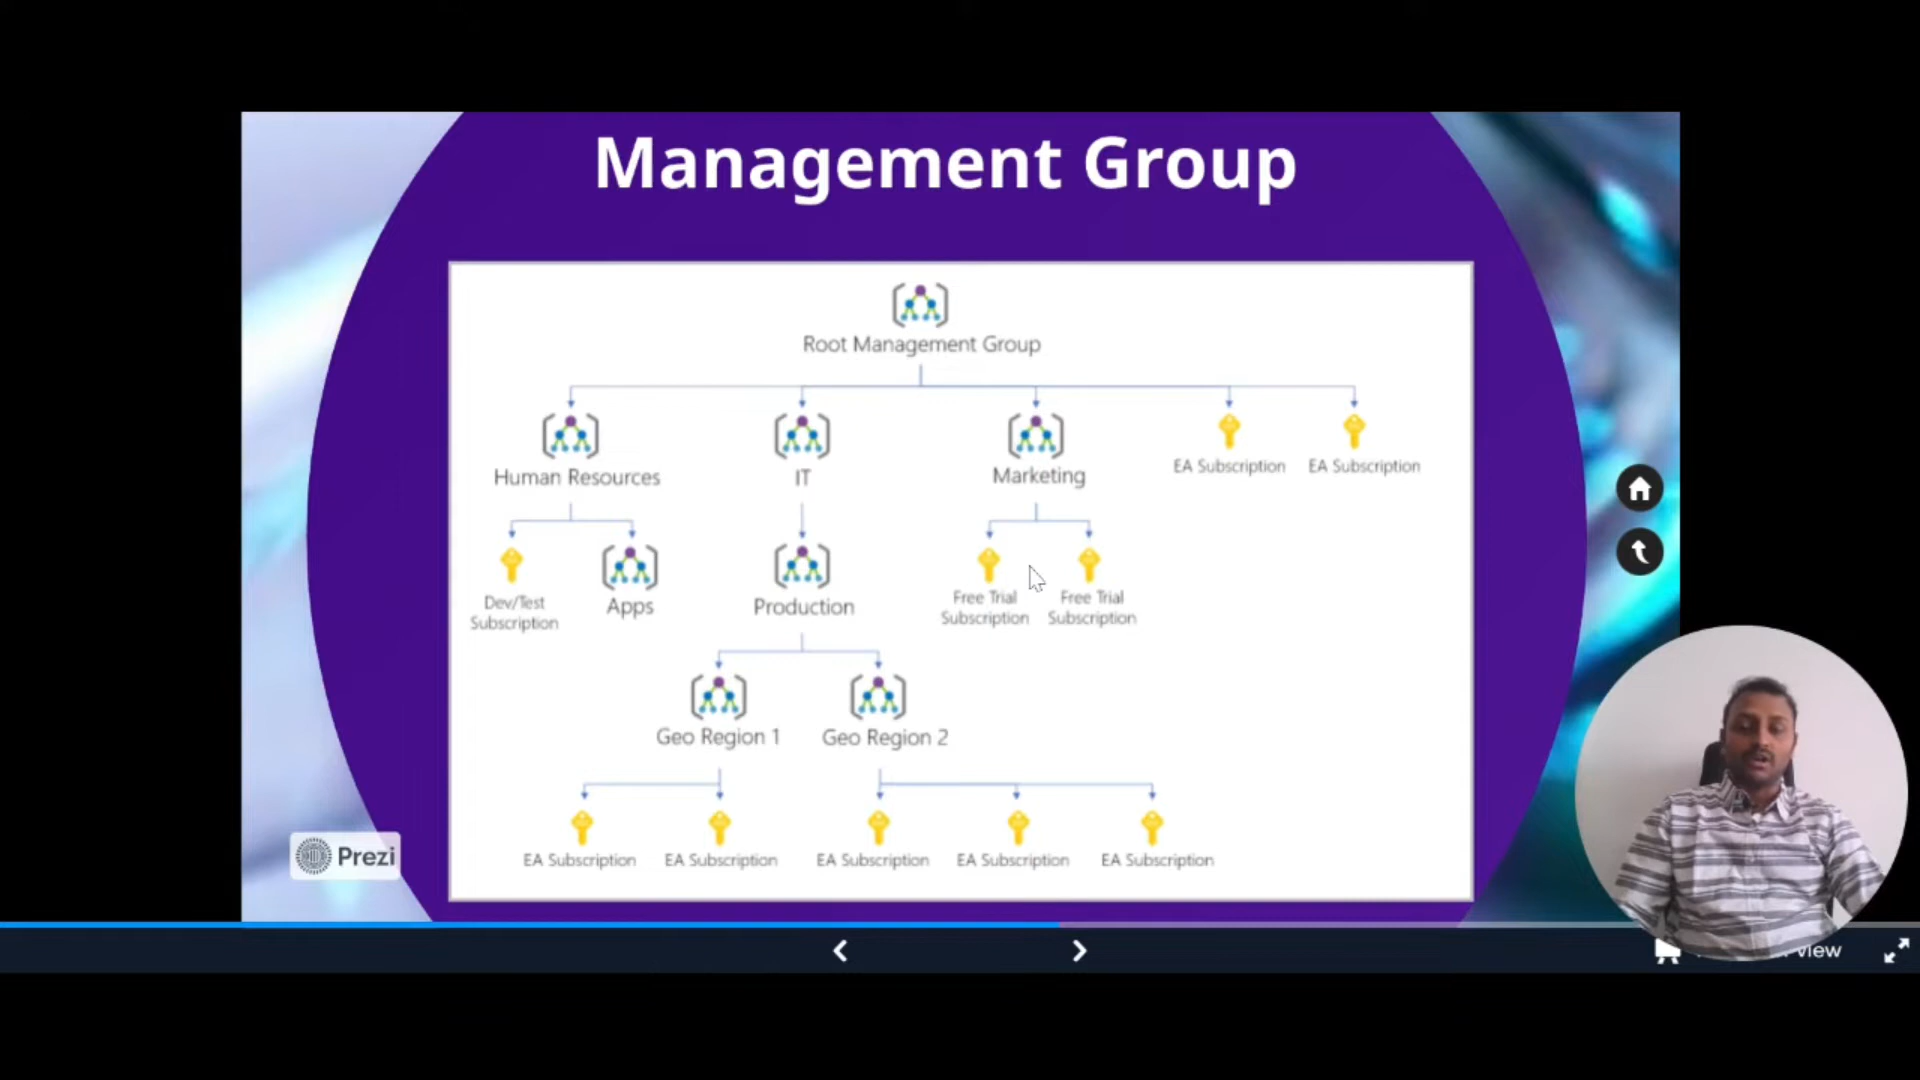 Management Group
Root Management Group
Human Resources
IT
Marketing
EA Subscription
EA Subscription
Dev/Test
Subscription
Apps
Production
Free Trial
Subscription
Free Trial
Subscription
Geo Region 1
Geo Region 2
EA Subscription
EA Subscription
EA Subscription
EA Subscription
EA Subscription
Prezi
view